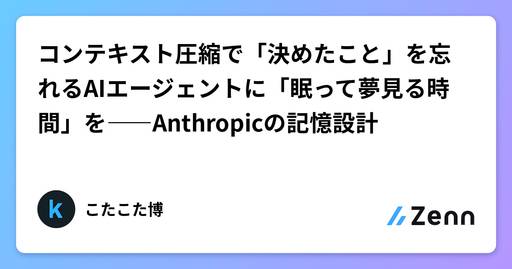 コンテキスト圧縮で「決めたこと」を忘
れるAIエージェントに「眠って夢見る時
間」を──Anthropicの記憶設計
k
こたこた博
Zenn